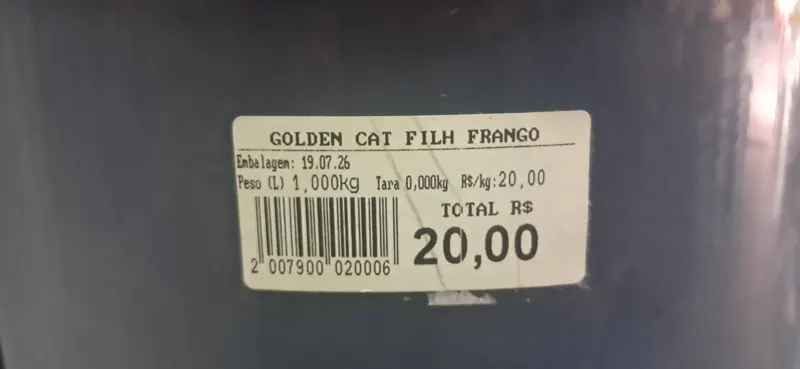 GOLDEN CAT FILH FRANGO
Embalagem: 19.07.26
Peso (L) 1,000kg Tara 0,000kg R$/kg:20,00
TOTAL R$
20,00
2 007900 020006